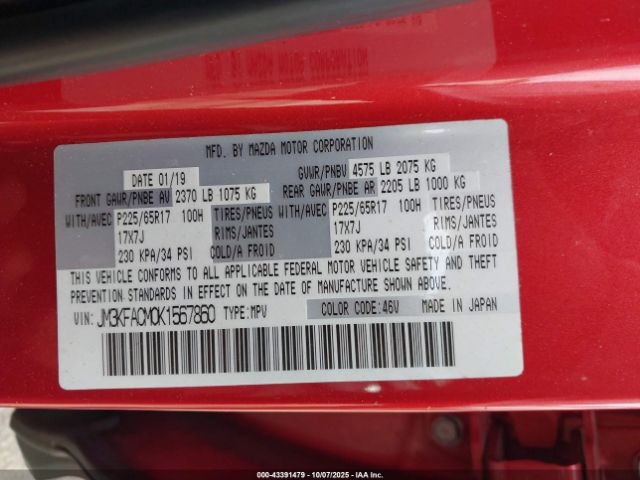 MFD. BY MAZDA MOTOR CORPORATION
DATE 01/19 GVWR/PNBV 4575 LB 2075 KG
FRONT GAWR/PNBE AV 2370 LB 1075 KG REAR GAWR/PNBE AR 2205 LB 1000 KG
WITH/AVEC P225/65R17 100H TIRES/PNEUS WITH/AVEC P225/65R17 100H TIRES/PNEUS
17X7J RIMS/JANTES 17X7J RIMS/JANTES
230 KPA/34 PSI COLD/A FROID 230 KPA/34 PSI COLD/A FROID
THIS VEHICLE CONFORMS TO ALL APPLICABLE FEDERAL MOTOR VEHICLE SAFETY AND THEFT
PREVENTION STANDARDS IN EFFECT ON THE DATE OF MANUFACTURE SHOWN ABOVE.
VIN: JM3KFACM0K1567860 TYPE:MPV COLOR CODE:46V MADE IN JAPAN
000-43391479 - 10/07/2025 - IAAI.COM